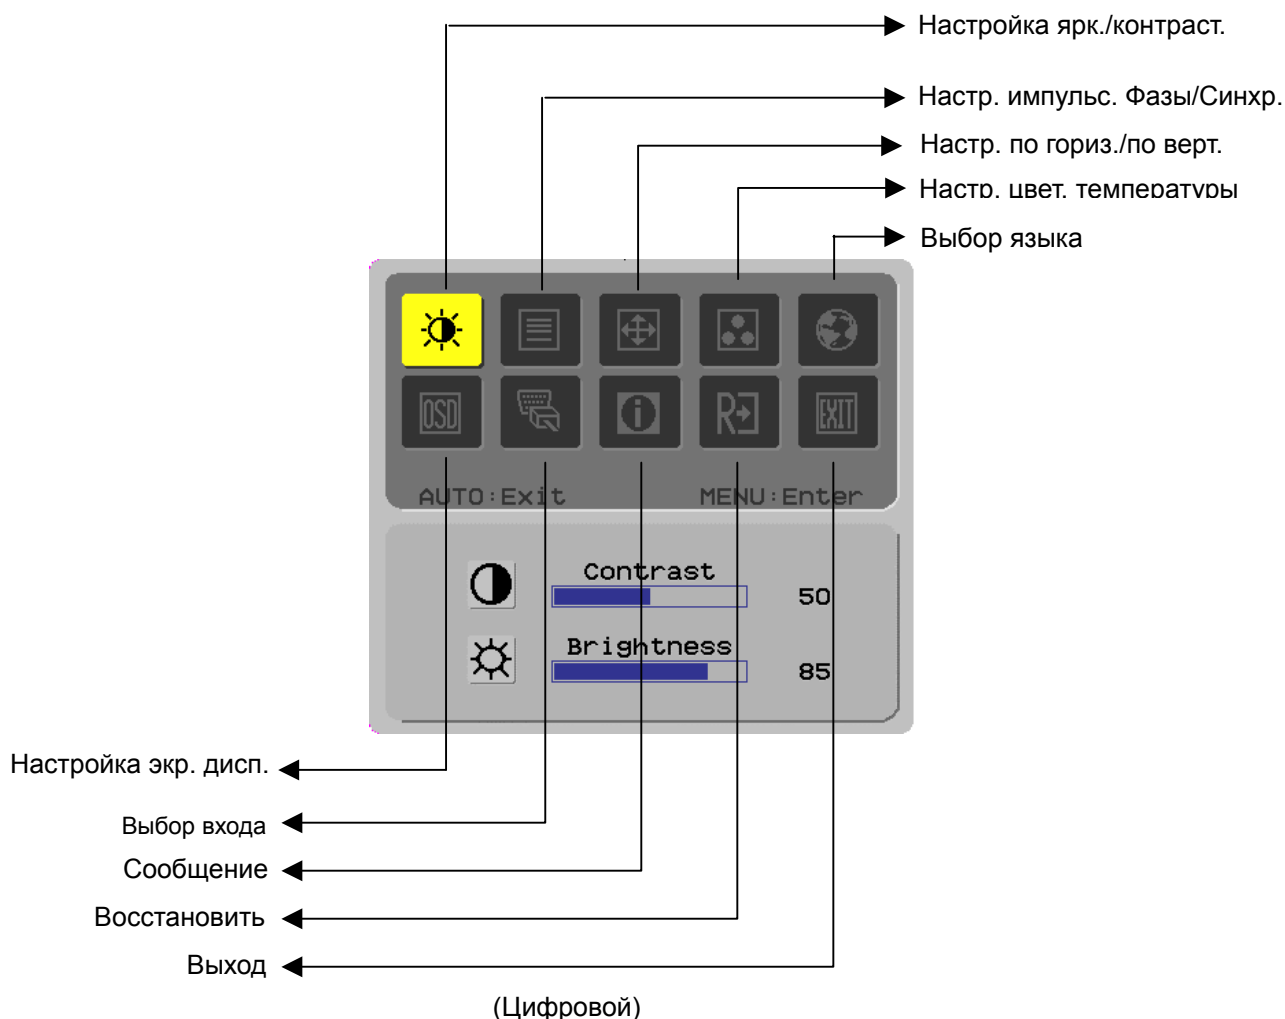 Настройка ярк./контраст.
Настр. импульс. Фазы/Синхр.
Настр. по гориз./по верт.
Настр. цвет. температуры
Выбор языка
OSD
R
EXIT
AUTO:Exit MENU:Enter
Contrast
50
Brightness
85
Настройка экр. дисп.
Выбор входа
Сообщение
Восстановить
Выход
(Цифровой)